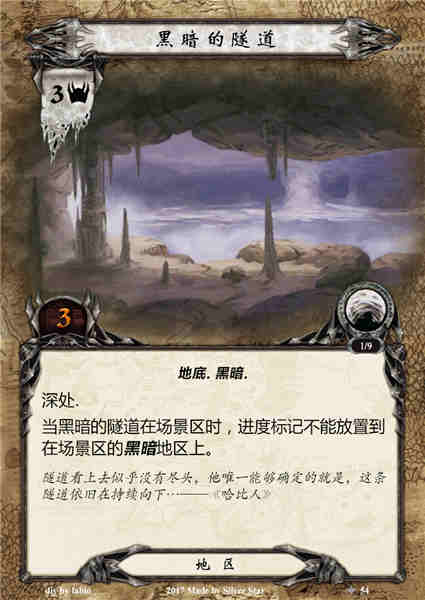 黑暗的隧道
3
3
1/9
地底. 黑暗.
深处.
当黑暗的隧道在场景区时，进度标记不能放置到
在场景区的黑暗地区上。
隧道看上去似乎没有尽头，他唯一能够确定的就是，这条
隧道依旧在持续向下…——《哈比人》
地区
diy by fabio 2017 Made by Silver Star 54